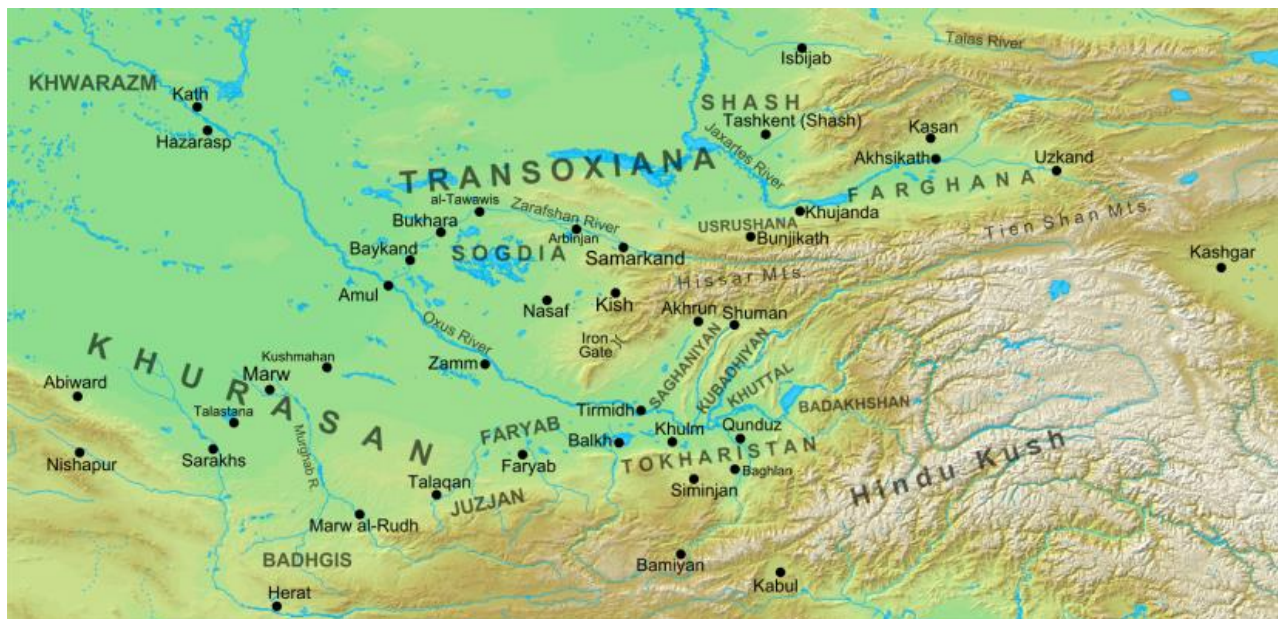 Talas River
Isbijab
KHWARAZM
Kath
Hazarasp
SHASH
Tashkent (Shash)
Jaxartes River
Kasan
Akhsikath
Uzkand
FARGHANA
TRANSOXIANA
al-Tawawis
Zarafshan River
Khujanda
USRUSHANA
Bunjikath
Tien Shan Mts.
Bukhara
Arbinjan
Baykand
SOGDIA
Samarkand
Kashgar
Hissar Mts.
Amul
Nasaf
Kish
Akhrun
Shuman
Oxus River
Iron
Gate
KHURASAN
Kushmahan
Zamm
SAGHANIYAN
KUBADHIYAN
KHUTTAL
Abiward
Marw
Talastana
Murghab R.
Tirmidh
BADAKHSHAN
FARYAB
Balkh
Khulm
Qunduz
Nishapur
Sarakhs
Faryab
TOKHARISTAN
Baghlan
Hindu Kush
Talaqan
JUZJAN
Siminjan
Marw al-Rudh
BADHGIS
Bamiyan
Kabul
Herat